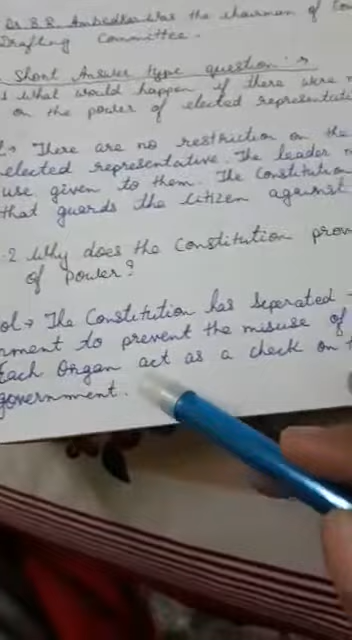 Dr B.R. Ambedkar was the chairman of
Drafting Committee.
Short Answer type question's
what would happen if there were
on the power of elected representati
There are no restriction on the
elected representative. The leader
use given to them. The Constitution
that guards the Citizen against
2 Why does the Constitution prov
of Power?
ol→ The Constitution has Seperated
nment to prevent the misuse of
Each Organ act as a check on
government.